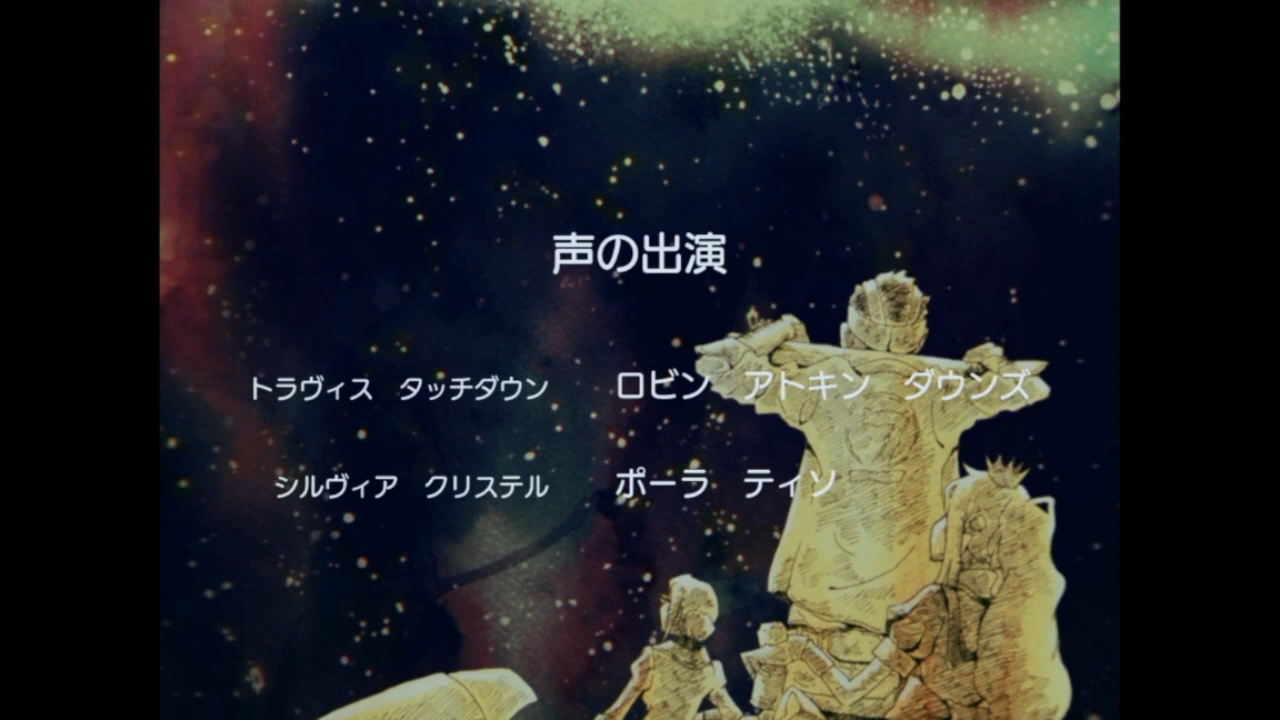 声の出演
トラヴィス タッチダウン ロビン アトキン ダウンズ
シルヴィア クリステル ポーラ ティソ